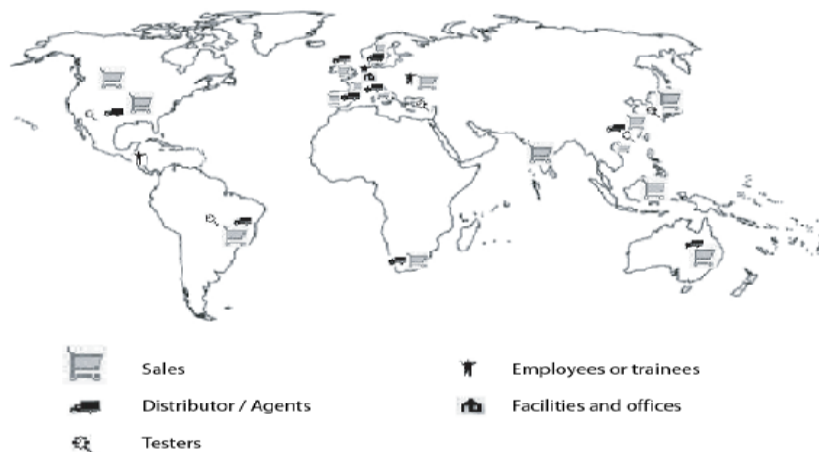 Sales
Distributor / Agents
Testers
Employees or trainees
Facilities and offices